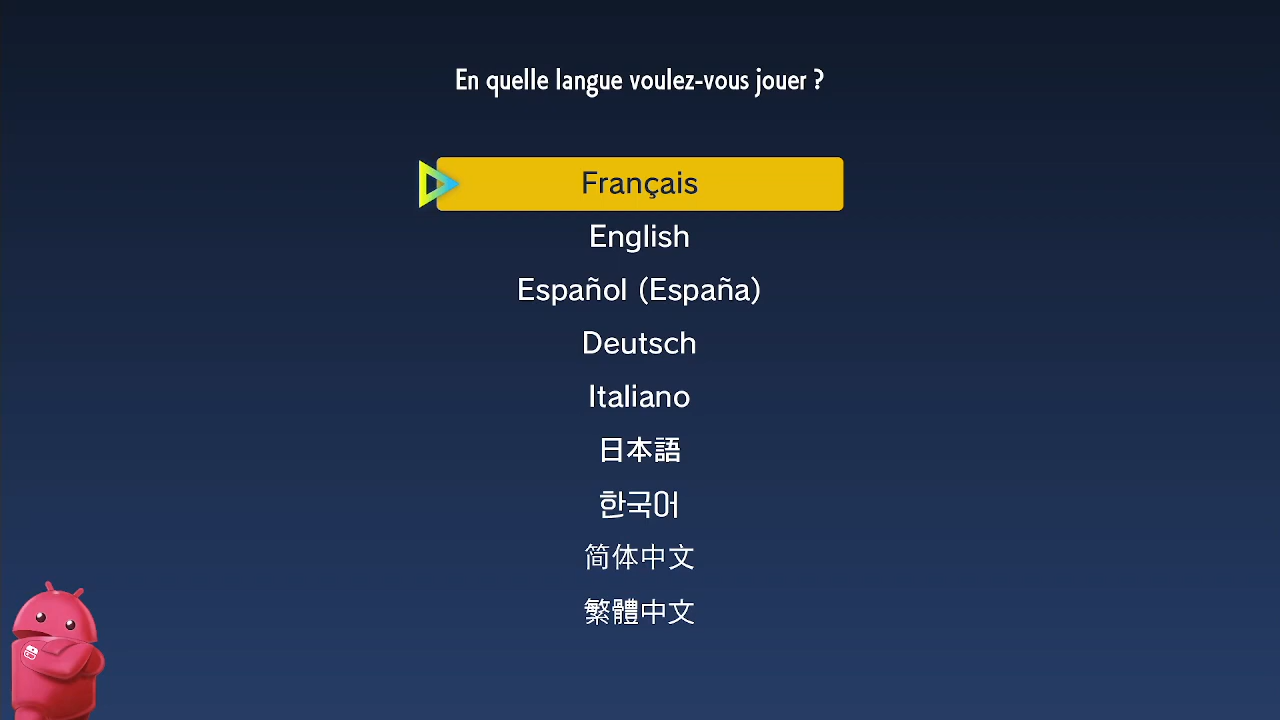 En quelle langue voulez-vous jouer ?
Français
English
Español (España)
Deutsch
Italiano
日本語
한국어
简体中文
繁體中文